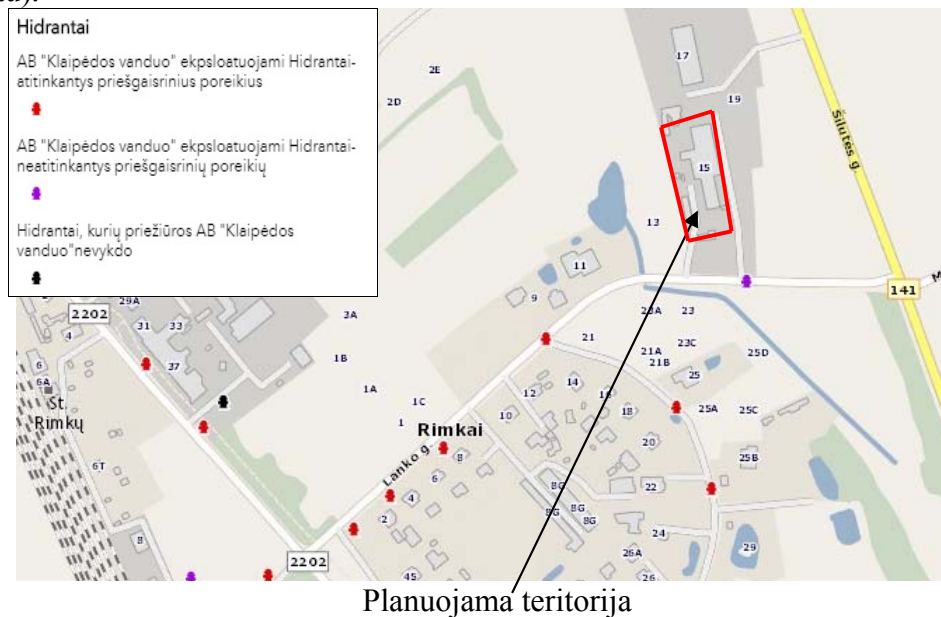 Hidrantai
AB "Klaipėdos vanduo" ekpsloatuojami Hidrantai-
atitinkantys priešgaisrinius poreikius
AB "Klaipėdos vanduo" ekpsloatuojami Hidrantai-
neatitinkantys priešgaisrinių poreikių
Hidrantai, kurių priežiūros AB "Klaipėdos
vanduo"nevykdo
2E
2D
17
19
15
13
11
9
Šilutės g.
141
M
2202
29A
31
33
37
4
6
6A
St.
Rimkų
6T
8
3A
1B
1A
1C
1
Rimkai
Lanko g.
10
12
14
16
18
20
21
23A
23
23C
21A
21B
25
25D
25A
25C
25B
22
24
26A
26
29
8
6
4
2
8G
8G
8G
8G
2202
45
Planuojama teritorija